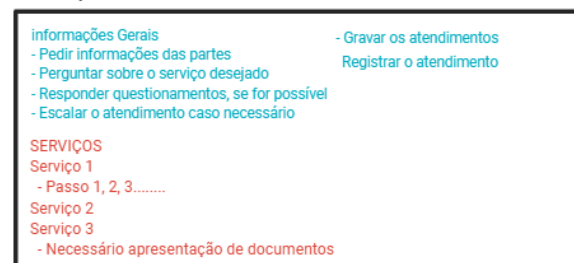 informações Gerais
- Pedir informações das partes
- Perguntar sobre o serviço desejado
- Responder questionamentos, se for possível
- Escalar o atendimento caso necessário
- Gravar os atendimentos
Registrar o atendimento
SERVIÇOS
Serviço 1
- Passo 1, 2, 3........
Serviço 2
Serviço 3
- Necessário apresentação de documentos